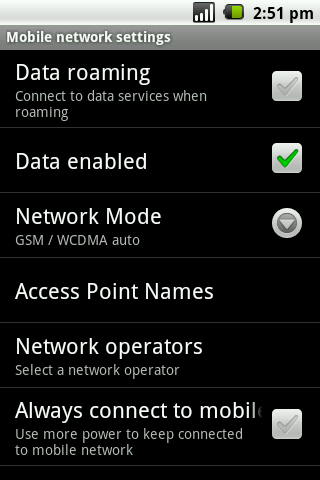 2:51 pm
Mobile network settings
Data roaming
Connect to data services when
roaming
Data enabled
Network Mode
GSM / WCDMA auto
Access Point Names
Network operators
Select a network operator
Always connect to mobil
Use more power to keep connected
to mobile network